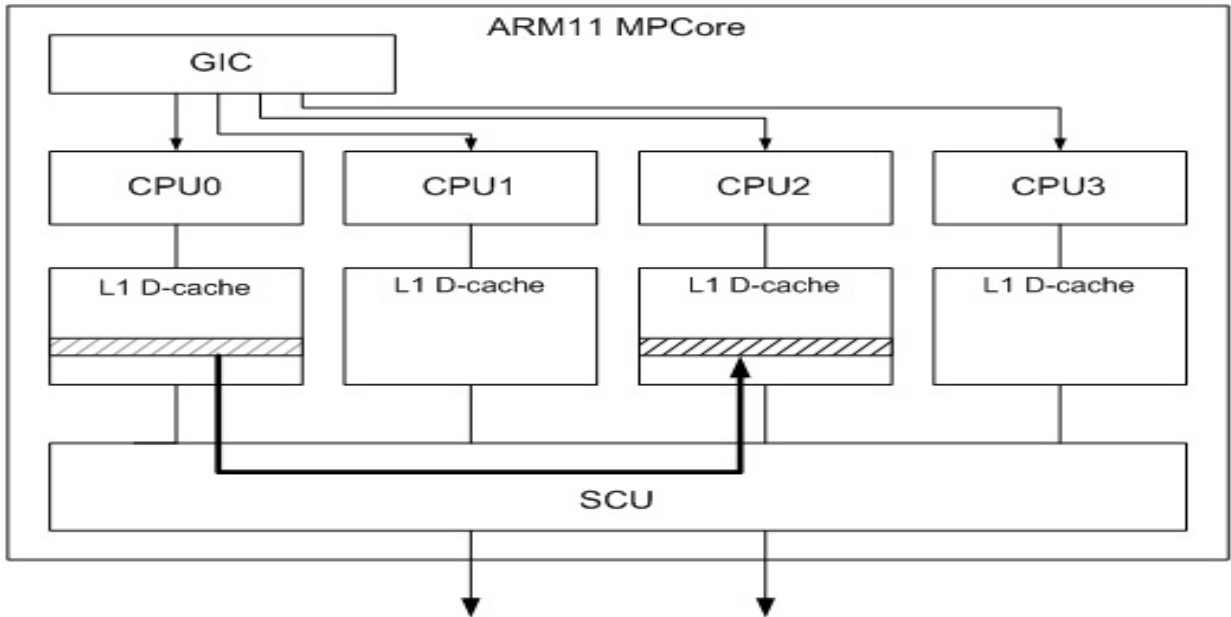 ARM11 MPCore
GIC
CPU0
CPU1
CPU2
CPU3
L1 D-cache
L1 D-cache
L1 D-cache
L1 D-cache
SCU